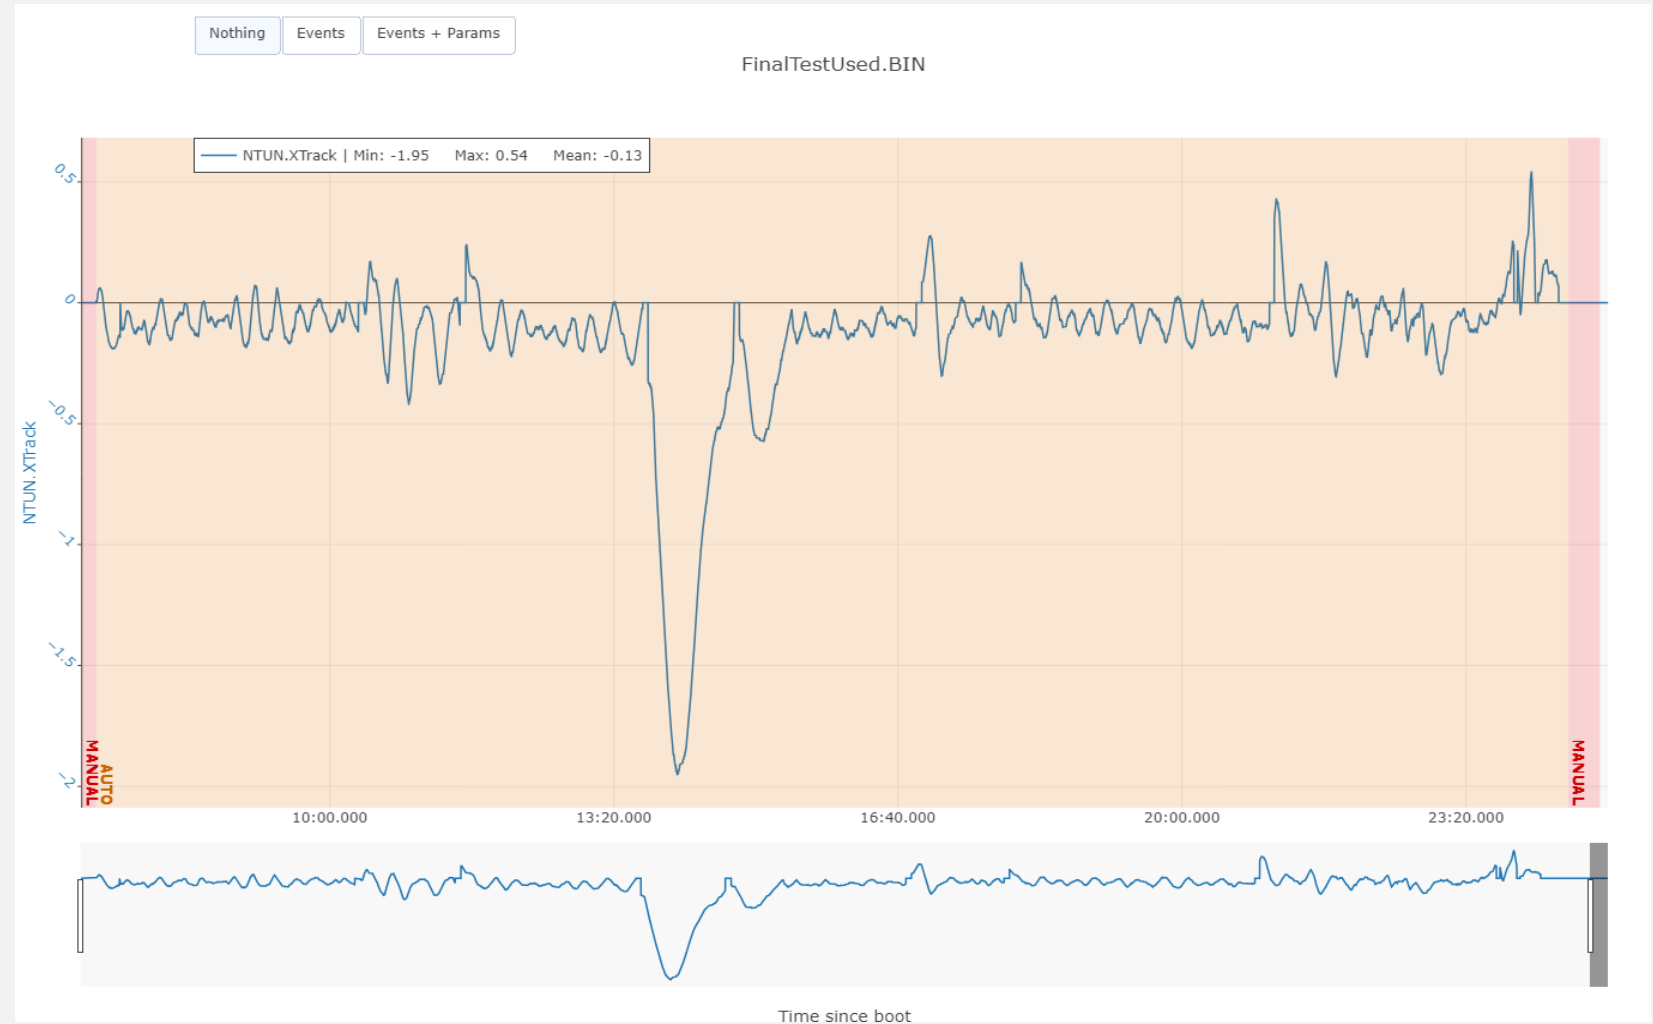 Nothing Events Events + Params
FinalTestUsed.BIN
NTUN.XTrack | Min: -1.95 Max: 0.54 Mean: -0.13
0.5
0
−0.5
−1
−1.5
−2
NTUN.XTrack
MANUAL
AUTO
MANUAL
10:00.000 13:20.000 16:40.000 20:00.000 23:20.000
Time since boot